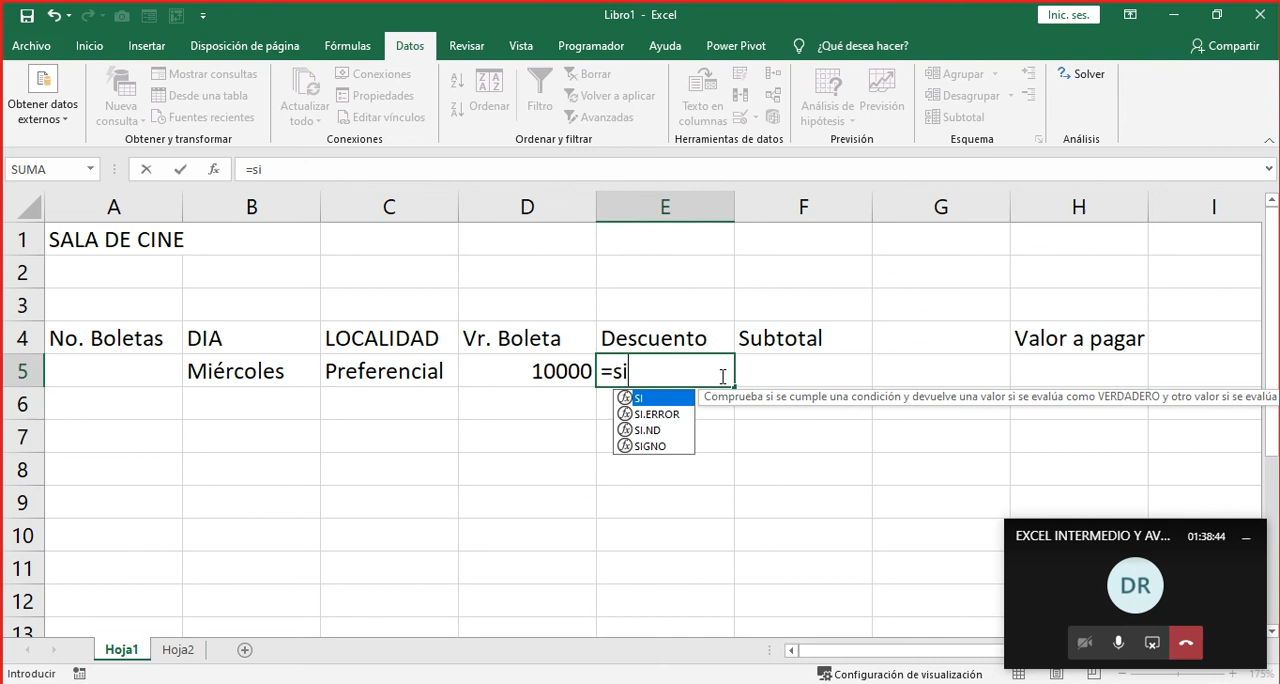 Libro1 - Excel
Inic. ses.
Archivo Inicio Insertar Disposición de página Fórmulas Datos Revisar Vista Programador Ayuda Power Pivot ¿Qué desea hacer? Compartir
Obtener datos externos
Nueva consulta
Mostrar consultas
Desde una tabla
Fuentes recientes
Obtener y transformar
Actualizar todo
Conexiones
Propiedades
Editar vínculos
Conexiones
Ordenar
Filtro
Borrar
Volver a aplicar
Avanzadas
Ordenar y filtrar
Texto en columnas
Herramientas de datos
Análisis de hipótesis
Previsión
Previsión
Agrupar
Desagrupar
Subtotal
Esquema
Solver
Análisis
SUMA
fx
=si
A B C D E F G H I
1 SALA DE CINE
2
3
4 No. Boletas DIA LOCALIDAD Vr. Boleta Descuento Subtotal Valor a pagar
5 Miércoles Preferencial 10000 =si
SI
Comprueba si se cumple una condición y devuelve una valor si se evalúa como VERDADERO y otro valor si se evalúa
SI.ERROR
SI.ND
SIGNO
6
7
8
9
10
11
12
13
EXCEL INTERMEDIO Y AV... 01:38:44
DR
Hoja1 Hoja2
Introducir
Configuración de visualización
175%